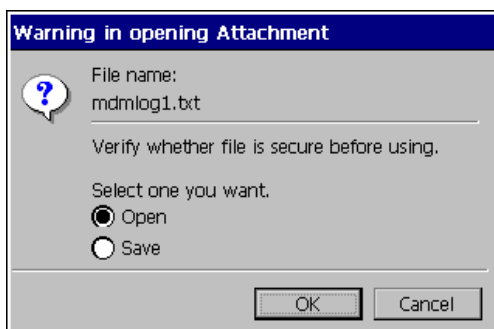 Warning in opening Attachment
?
File name:
mdmlog1.txt
Verify whether file is secure before using.
Select one you want.
Open
Save
OK Cancel